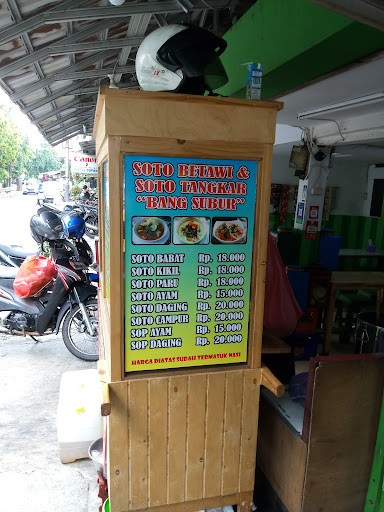 SOTO BETAWI &
SOTO TANGKAR
"BANG SUBUR"
SOTO BABAT Rp. 18.000
SOTO KIKIL Rp. 18.000
SOTO PARU Rp. 18.000
SOTO AYAM Rp. 15.000
SOTO DAGING Rp. 20.000
SOTO CAMPUR Rp. 20.000
SOP AYAM Rp. 15.000
SOP DAGING Rp. 20.000
HARGA DIATAS SUDAH TERMASUK NASI